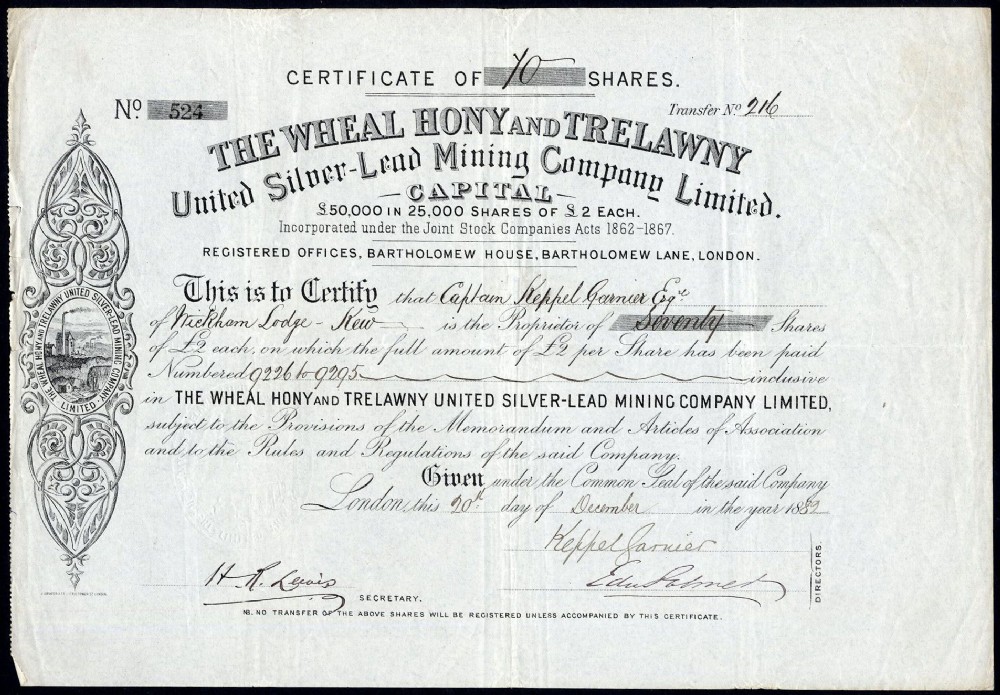 CERTIFICATE OF 70 SHARES.
No. 524
Transfer No. 216
THE WHEAL HONY AND TRELAWNY
United Silver-Lead Mining Company Limited.
CAPITAL
£50,000 IN 25,000 SHARES OF £2 EACH.
Incorporated under the Joint Stock Companies Acts 1862-1867.
REGISTERED OFFICES, BARTHOLOMEW HOUSE, BARTHOLOMEW LANE, LONDON.
This is to Certify that Captain Keppel Garnier Esqre
of Wickham Lodge - Kew is the Proprietor of Seventy Shares
of £2 each, on which the full amount of £2 per Share has been paid
Numbered 9226 to 9295 inclusive
in THE WHEAL HONY AND TRELAWNY UNITED SILVER-LEAD MINING COMPANY LIMITED,
subject to the Provisions of the Memorandum and Articles of Association
and to the Rules and Regulations of the said Company.
Given under the Common Seal of the said Company
London, this 20th day of December in the year 1882
Keppel Garnier
H. R. Lewis
SECRETARY.
DIRECTORS.
NB. NO TRANSFER OF THE ABOVE SHARES WILL BE REGISTERED UNLESS ACCOMPANIED BY THIS CERTIFICATE.
THE WHEAL HONY AND TRELAWNY UNITED SILVER-LEAD MINING COMPANY, LIMITED.